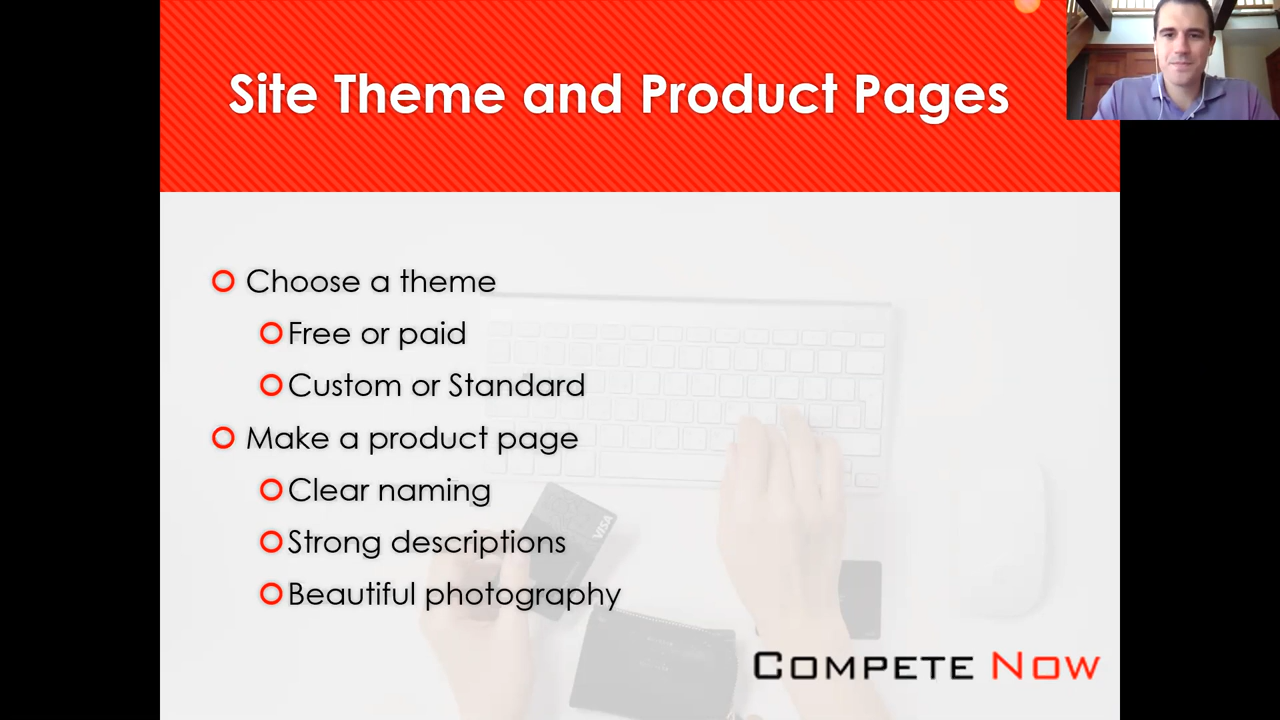 Site Theme and Product Pages
Choose a theme
Free or paid
Custom or Standard
Make a product page
Clear naming
Strong descriptions
Beautiful photography
VISA
COMPETE NOW